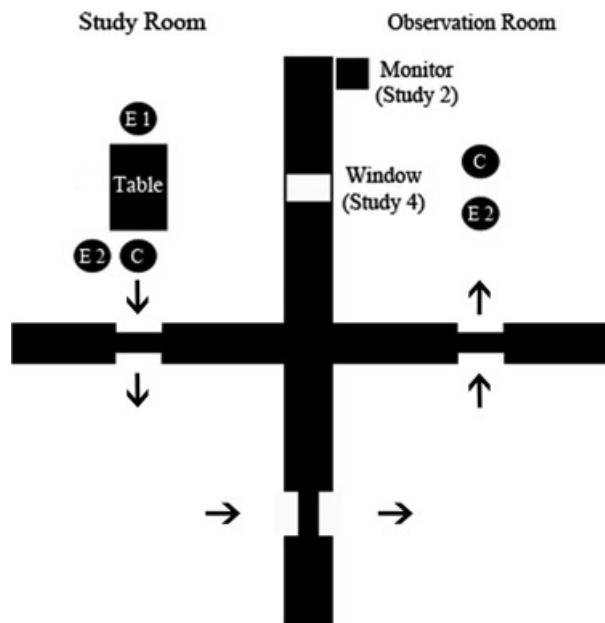 Study Room
Observation Room
Monitor
(Study 2)
E 1
Table
Window
(Study 4)
C
E 2
E 2
C